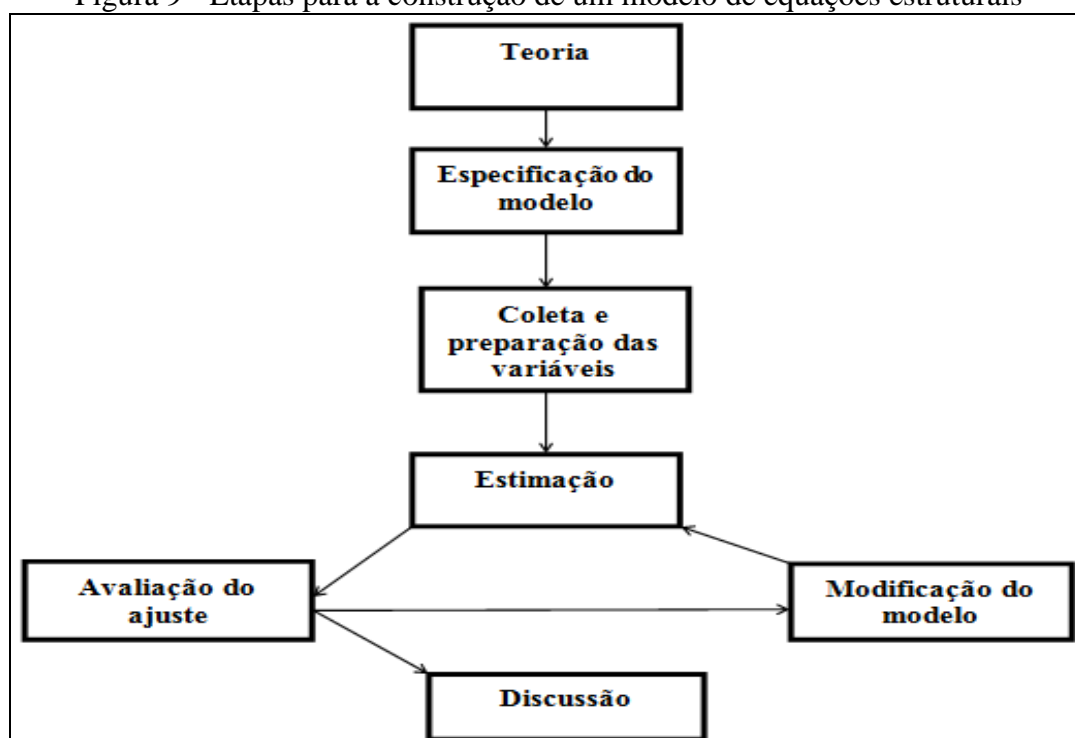 Figura 9 - Etapas para a construção de um modelo de equações estruturais
Teoria
Especificação do
modelo
Coleta e
preparação das
variáveis
Estimação
Avaliação do
ajuste
Modificação do
modelo
Discussão